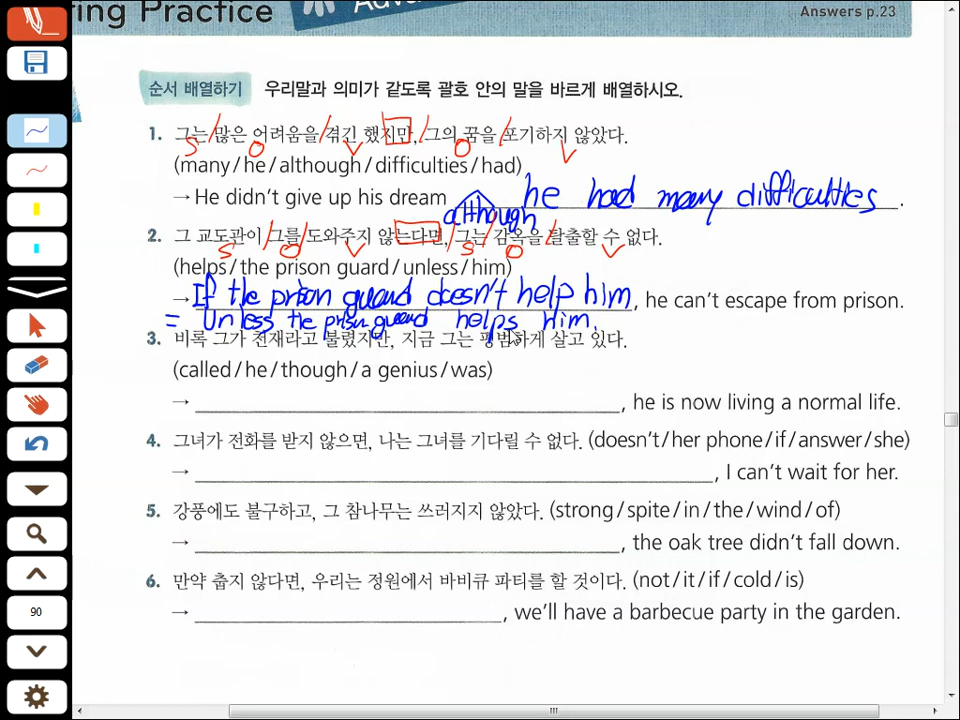 ing Practice
Answers p.23
순서 배열하기 우리말과 의미가 같도록 괄호 안의 말을 바르게 배열하시오.
1. 그는 많은 어려움을 겪긴 했지만, 그의 꿈을 포기하지 않았다.
S O V O V
(many / he / although / difficulties / had)
→ He didn't give up his dream although he had many difficulties.
2. 그 교도관이 그를 도와주지 않는다면, 그는 감옥을 탈출할 수 없다.
S O V S O V
(helps / the prison guard / unless / him)
→ If the prison guard doesn't help him, he can't escape from prison.
= Unless the prison guard helps him.
3. 비록 그가 천재라고 불렸지만, 지금 그는 평범하게 살고 있다.
(called / he / though / a genius / was)
→ , he is now living a normal life.
4. 그녀가 전화를 받지 않으면, 나는 그녀를 기다릴 수 없다. (doesn't / her phone / if / answer / she)
→ , I can't wait for her.
5. 강풍에도 불구하고, 그 참나무는 쓰러지지 않았다. (strong / spite / in / the / wind / of)
→ , the oak tree didn't fall down.
6. 만약 춥지 않다면, 우리는 정원에서 바비큐 파티를 할 것이다. (not / it / if / cold / is)
→ , we'll have a barbecue party in the garden.
90